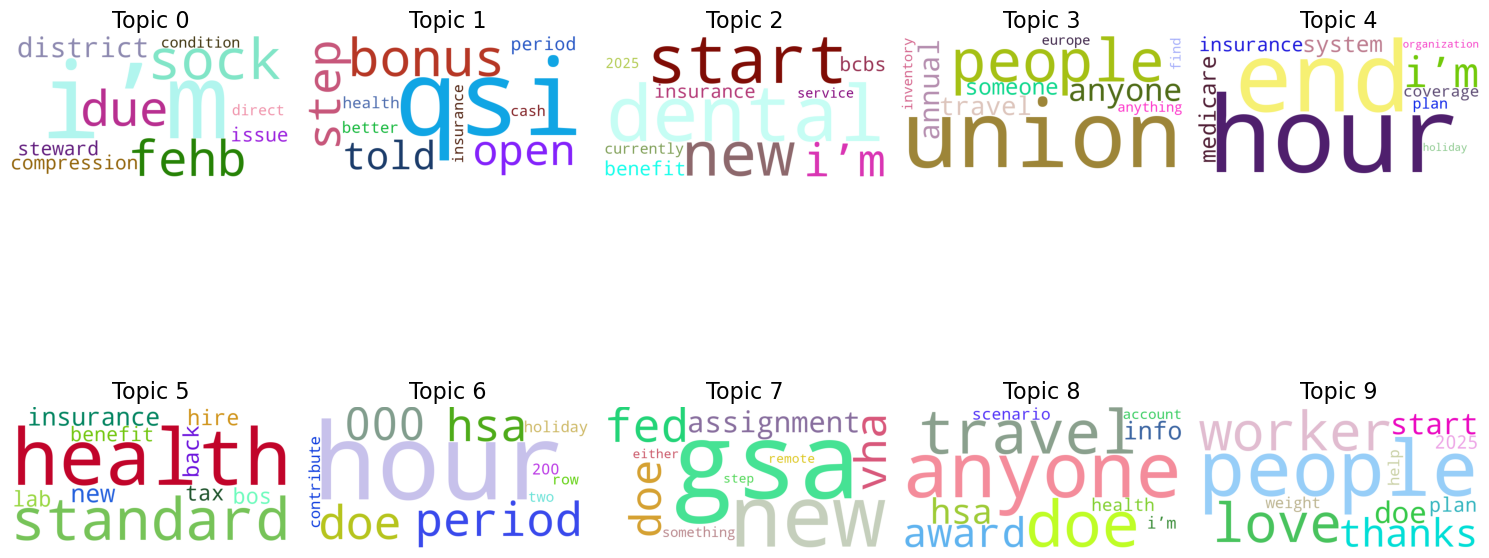 Topic 0
district condition
i’m sock
due
direct
steward issue
compression fehb
Topic 1
step bonus period
qsi
health insurance cash
better
told open
Topic 2
2025 start bcbs
insurance service
dental
currently new i’m
benefit
Topic 3
inventory annual people europe find
someone anyone
travel anything
union
Topic 4
insurance system organization
end i’m
medicare coverage
plan
hour holiday
Topic 5
insurance hire
benefit back
health
lab new tax bos
standard
Topic 6
000 hsa holiday
hour
contribute 200 row
two
doe period
Topic 7
fed assignment vha
either gsa remote
doe step
something new
Topic 8
scenario account
travel info
anyone
hsa health
award doe i’m
Topic 9
worker start
2025
people help
weight doe plan
love thanks